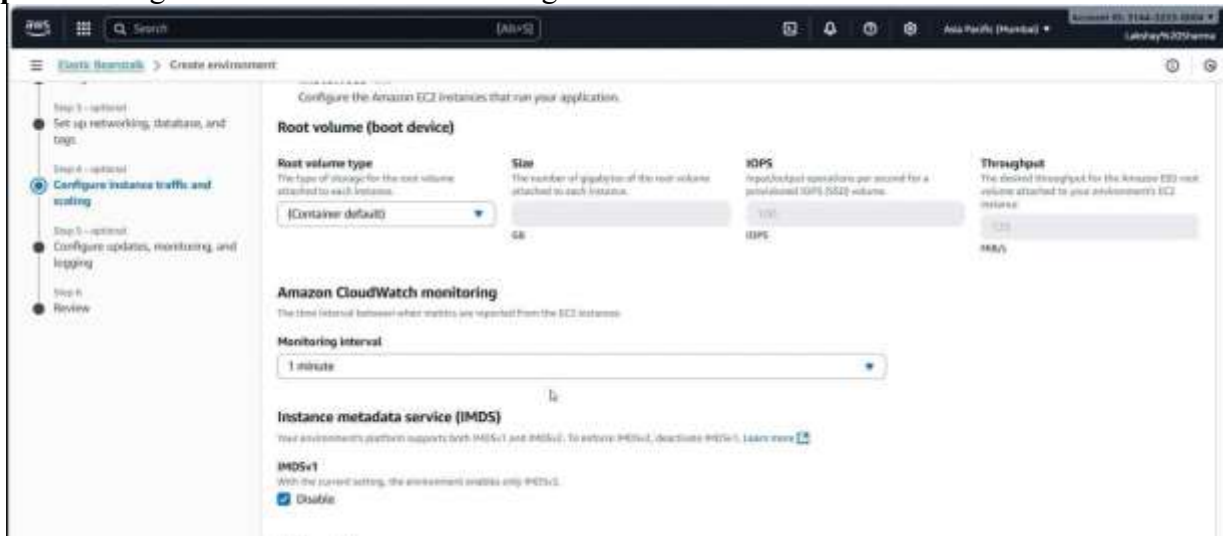 aws
Search
[Alt+S]
Asia Pacific (Mumbai)
Lakshay%20Sharma
Elastic Beanstalk > Create environment
Configure the Amazon EC2 instances that run your application.
Step 3 - optional
Set up networking, database, and
tags
Step 4 - optional
Configure instance traffic and
scaling
Step 5 - optional
Configure updates, monitoring, and
logging
Step 6
Review
Root volume (boot device)
Root volume type
The type of storage for the root volume
attached to each instance.
(Container default)
Size
The number of gigabytes of the root volume
attached to each instance.
GB
IOPS
Input/output operations per second for a
provisioned IOPS (SSD) volume.
100
IOPS
Throughput
The desired throughput for the Amazon EBS root
volume attached to your environment's EC2
instance
125
MiB/s
Amazon CloudWatch monitoring
The time interval between when metrics are reported from the EC2 instances
Monitoring interval
1 minute
Instance metadata service (IMDS)
Your environment's platform supports both IMDSv1 and IMDSv2. To enforce IMDSv2, deactivate IMDSv1. Learn more
IMDSv1
With the current setting, the environment enables only IMDSv2.
Disable